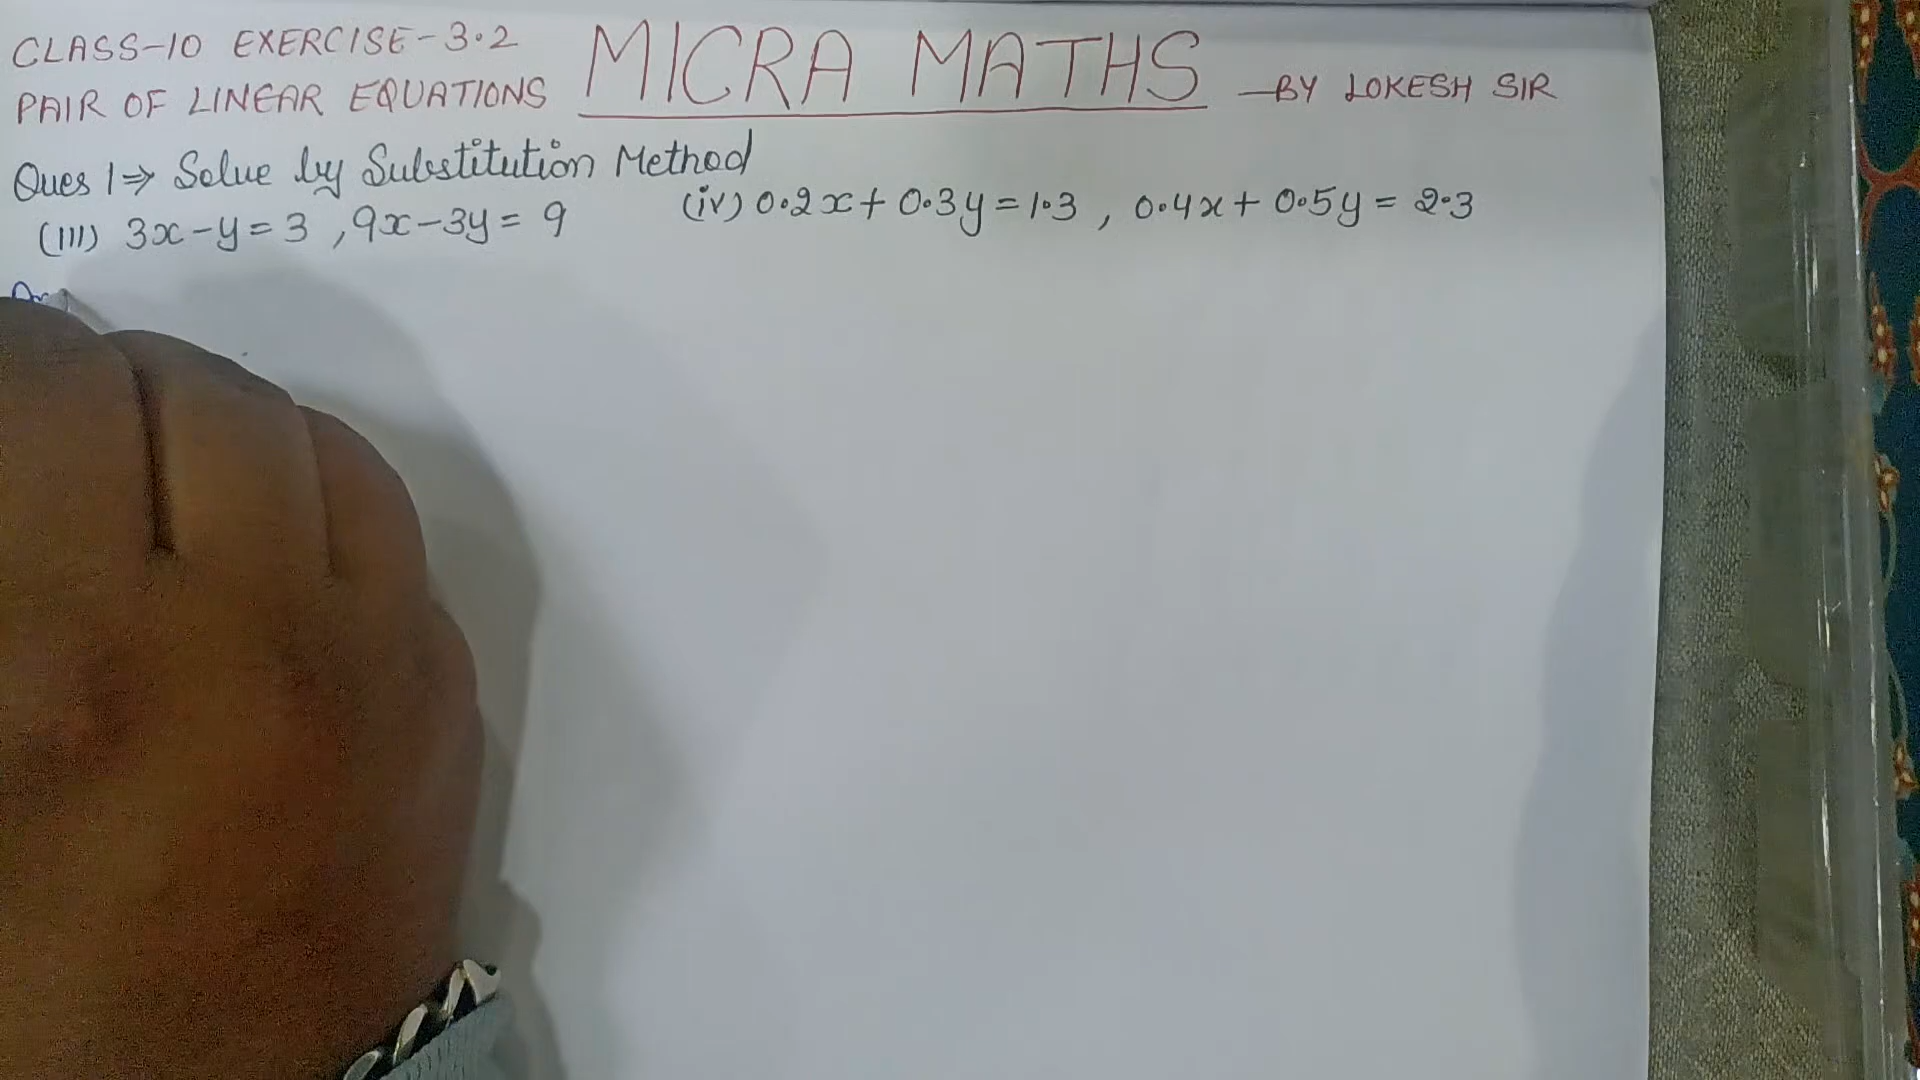 CLASS-10 EXERCISE-3.2
PAIR OF LINEAR EQUATIONS
MICRA MATHS -BY LOKESH SIR
Ques 1⇒ Solve by Substitution Method
(III) 3x-y=3, 9x-3y=9
(iv) 0.2x+0.3y=1.3, 0.4x+0.5y=2.3